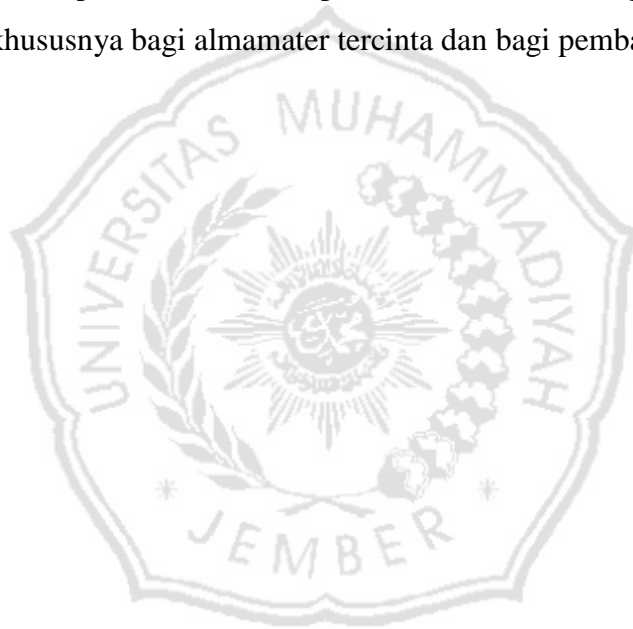 khususnya bagi almamater tercinta dan bagi pemba
UNIVERSITAS MUHAMMADIYAH
* JEMBER *